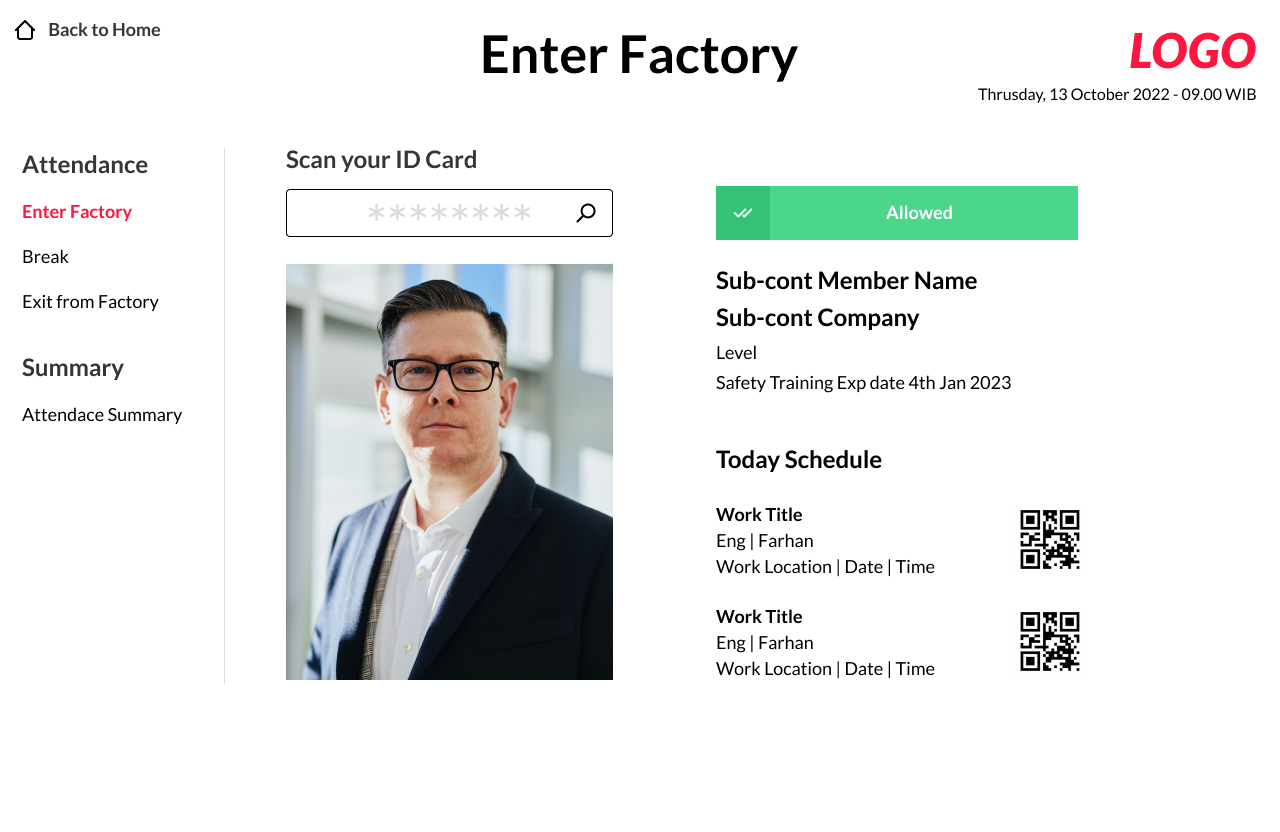 Back to Home
Enter Factory
LOGO
Thrusday, 13 October 2022 - 09.00 WIB
Attendance
Enter Factory
Break
Exit from Factory
Summary
Attendace Summary
Scan your ID Card
********
Allowed
Sub-cont Member Name
Sub-cont Company
Level
Safety Training Exp date 4th Jan 2023
Today Schedule
Work Title
Eng | Farhan
Work Location | Date | Time
Work Title
Eng | Farhan
Work Location | Date | Time